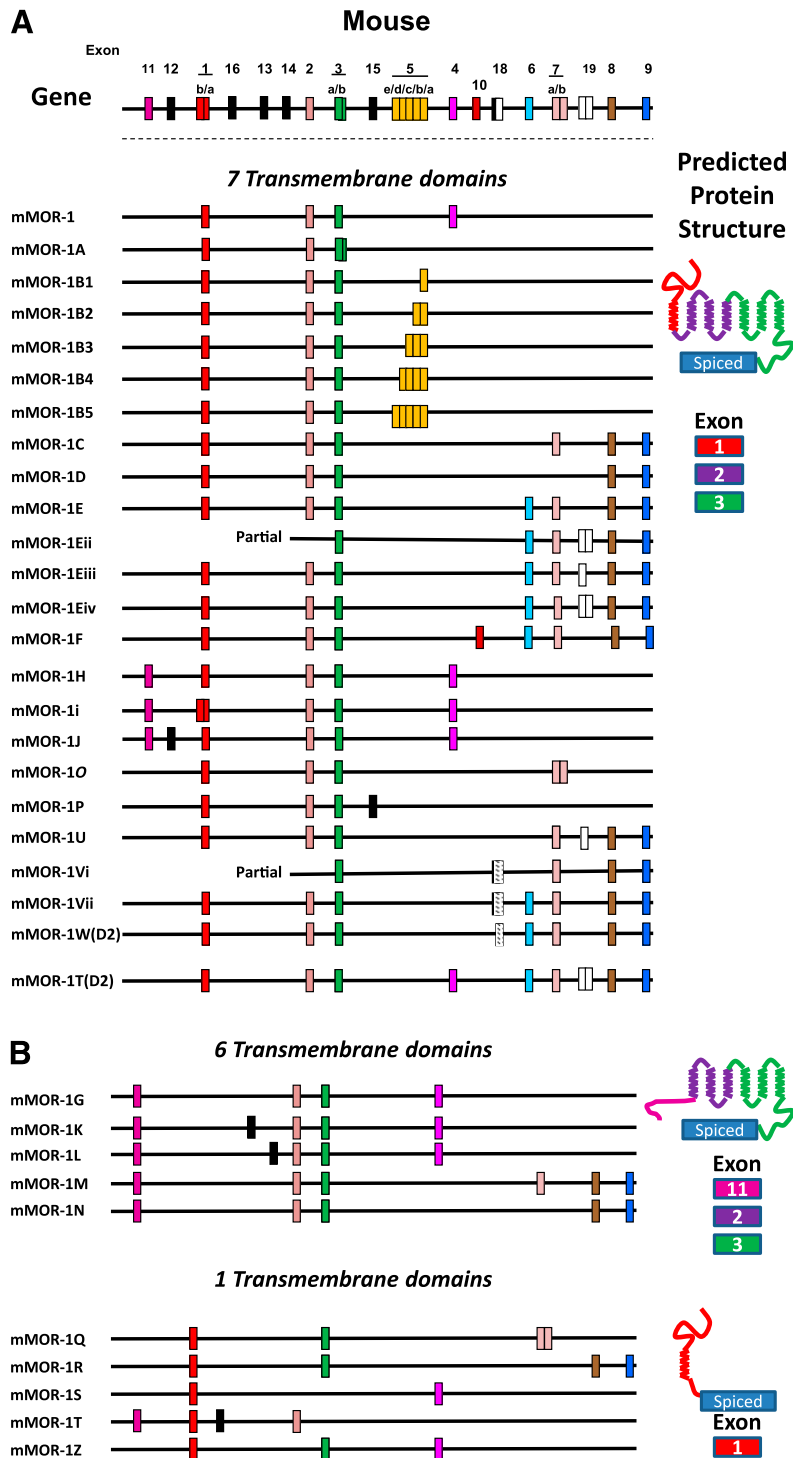 A
Mouse
Exon
11 12 1 16 13 14 2 3 15 5 4 10 18 6 7 19 8 9
b/a a/b e/d/c/b/a a/b
Gene
7 Transmembrane domains
Predicted
Protein
Structure
mMOR-1
mMOR-1A
mMOR-1B1
mMOR-1B2
mMOR-1B3
mMOR-1B4
mMOR-1B5
mMOR-1C
mMOR-1D
mMOR-1E
mMOR-1Eii Partial
mMOR-1Eiii
mMOR-1Eiv
mMOR-1F
mMOR-1H
mMOR-1i
mMOR-1J
mMOR-1O
mMOR-1P
mMOR-1U
mMOR-1Vi Partial
mMOR-1Vii
mMOR-1W(D2)
mMOR-1T(D2)
Spiced
Exon
1
2
3
B
6 Transmembrane domains
mMOR-1G
mMOR-1K
mMOR-1L
mMOR-1M
mMOR-1N
Spiced
Exon
11
2
3
1 Transmembrane domains
mMOR-1Q
mMOR-1R
mMOR-1S
mMOR-1T
mMOR-1Z
Spiced
Exon
1